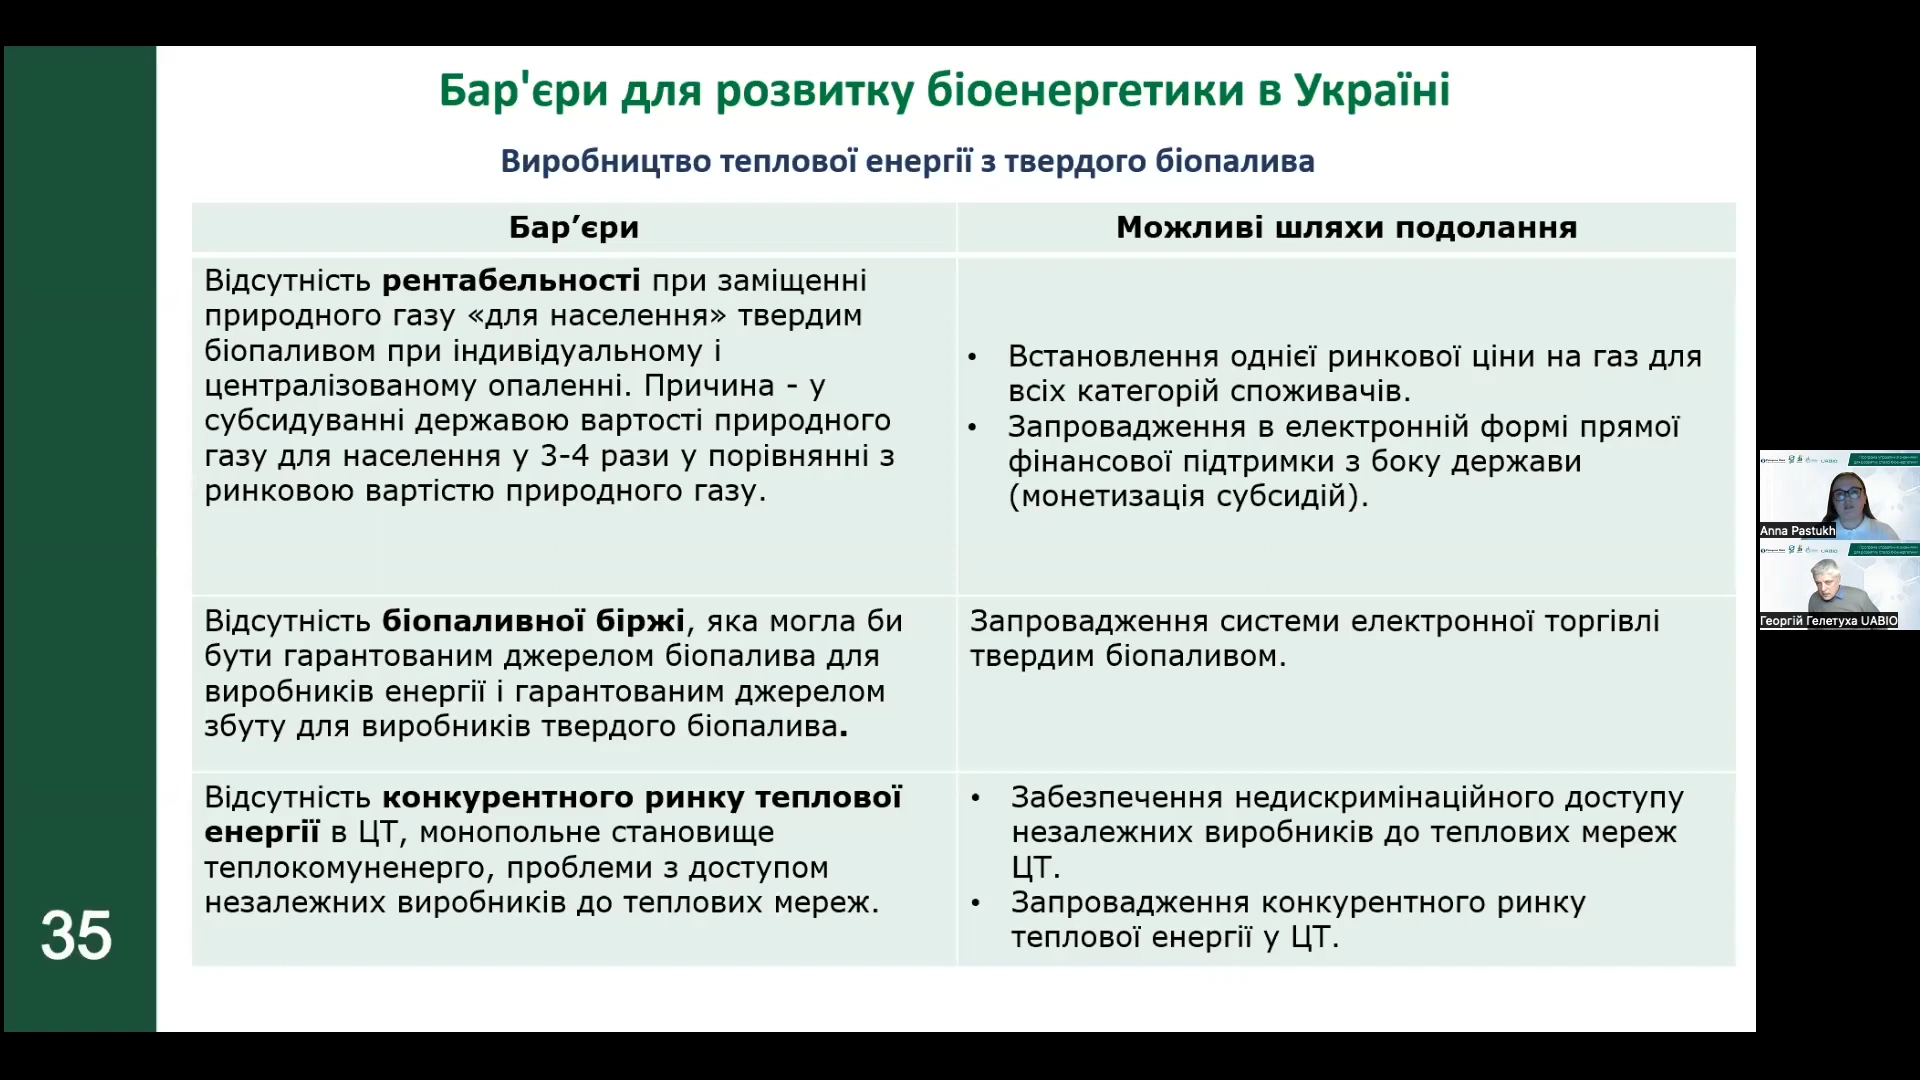 Бар'єри для розвитку біоенергетики в Україні
Виробництво теплової енергії з твердого біопалива
Бар’єри
Можливі шляхи подолання
Відсутність рентабельності при заміщенні
природного газу «для населення» твердим
біопаливом при індивідуальному і
централізованому опаленні. Причина - у
субсидуванні державою вартості природного
газу для населення у 3-4 рази у порівнянні з
ринковою вартістю природного газу.
• Встановлення однієї ринкової ціни на газ для
всіх категорій споживачів.
• Запровадження в електронній формі прямої
фінансової підтримки з боку держави
(монетизація субсидій).
Відсутність біопаливної біржі, яка могла би
бути гарантованим джерелом біопалива для
виробників енергії і гарантованим джерелом
збуту для виробників твердого біопалива.
Запровадження системи електронної торгівлі
твердим біопаливом.
Відсутність конкурентного ринку теплової
енергії в ЦТ, монопольне становище
теплокомуненерго, проблеми з доступом
незалежних виробників до теплових мереж.
• Забезпечення недискримінаційного доступу
незалежних виробників до теплових мереж
ЦТ.
• Запровадження конкурентного ринку
теплової енергії у ЦТ.
35
Anna Pastukh
Георгій Гелетуха UABIO